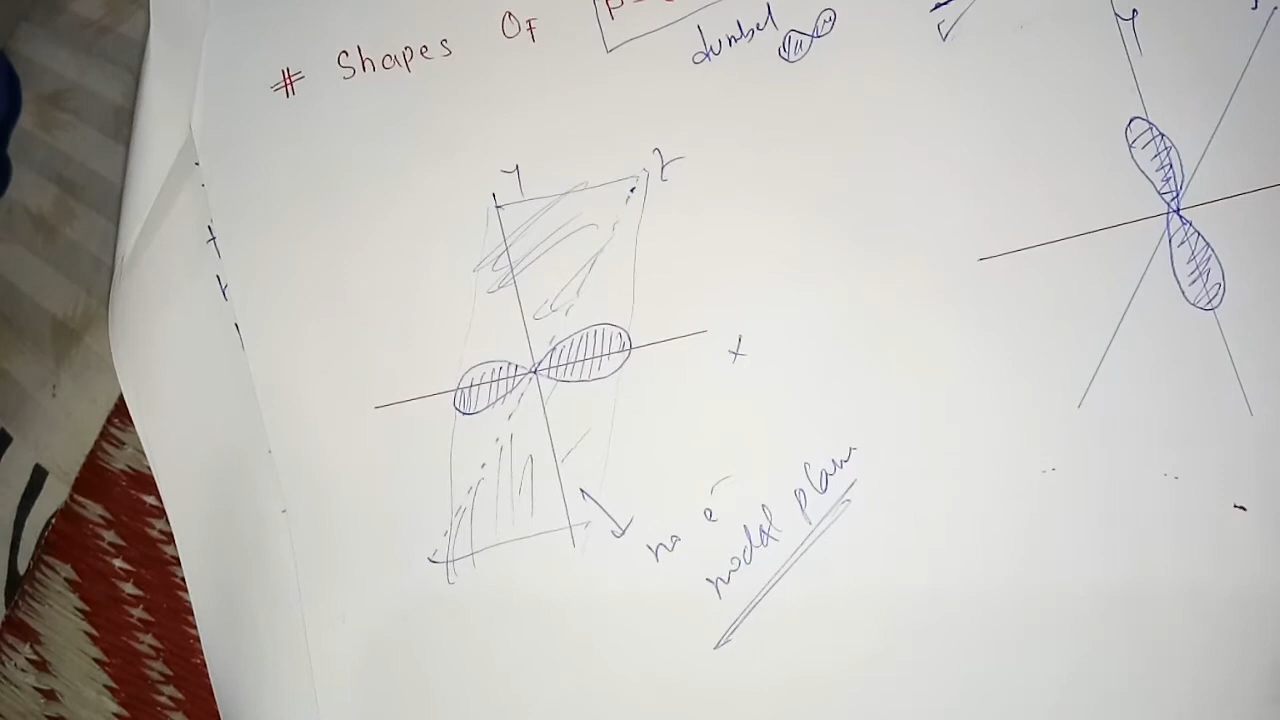 # Shapes Of
dumbel
y
z
x
no e-
nodal plane
y